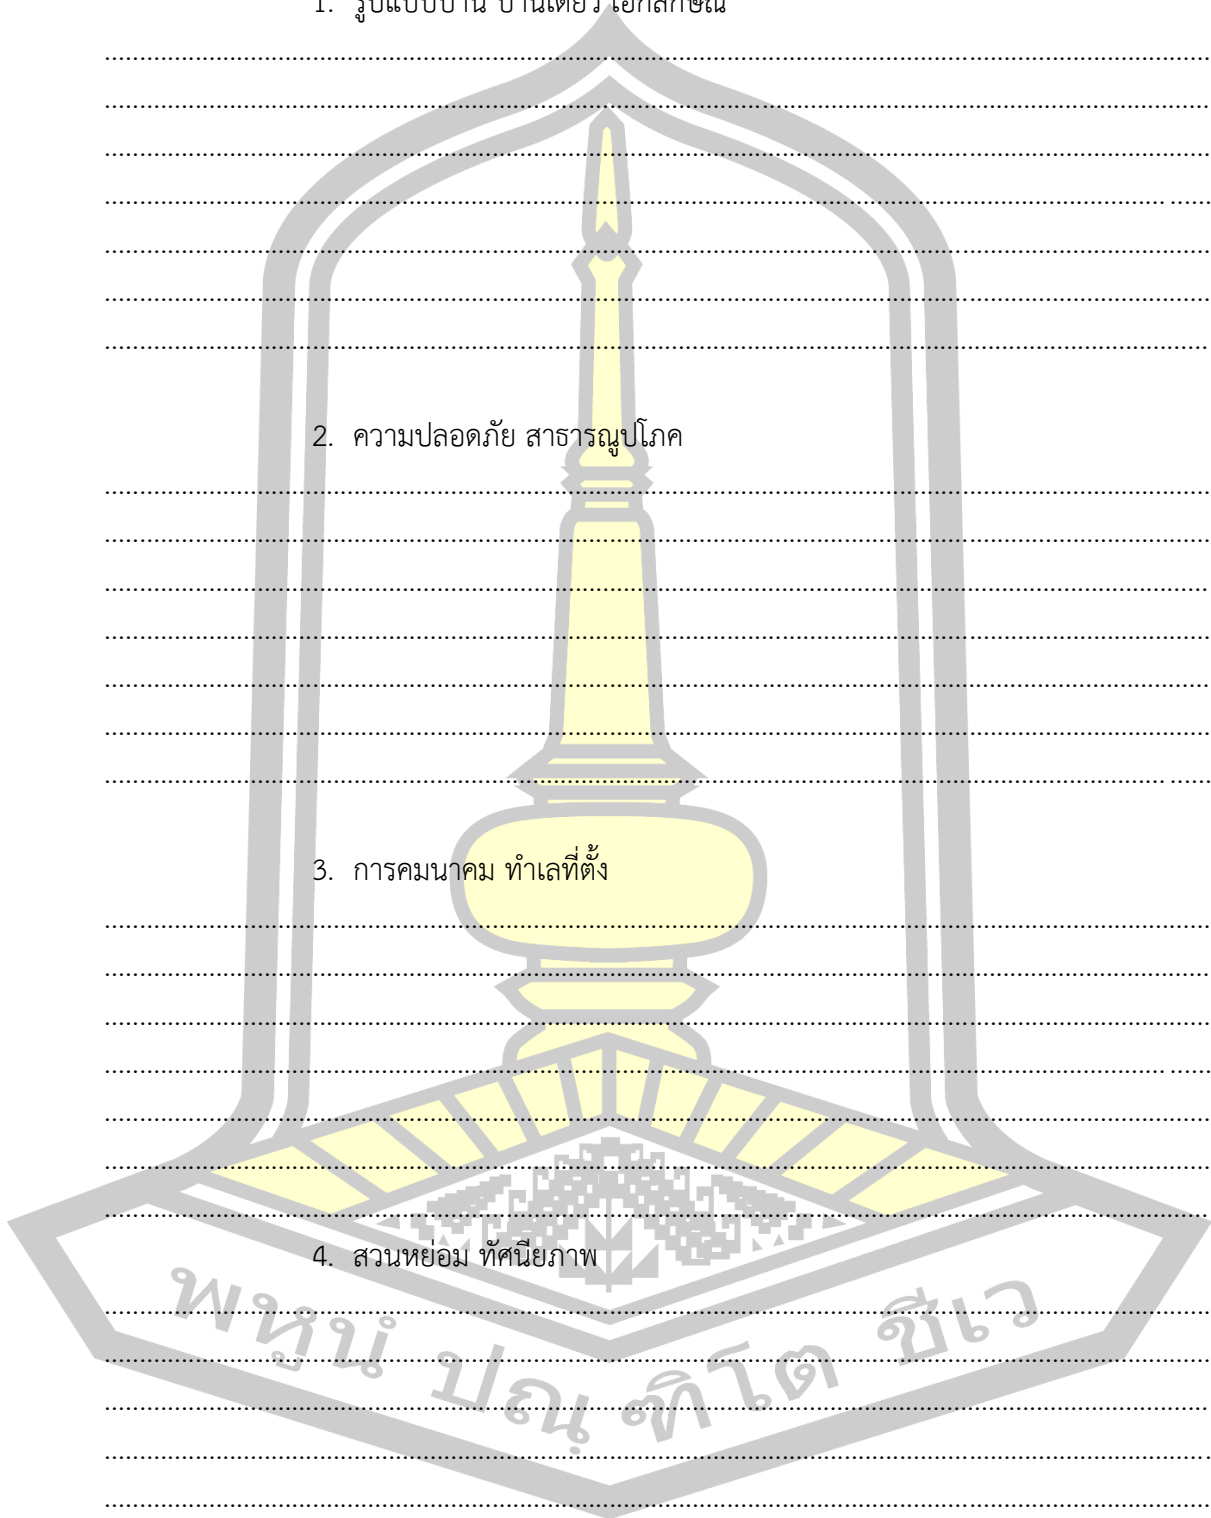 1. รูปแบบบ้าน บ้านเดี่ยว เอกลักษณ์
2. ความปลอดภัย สาธารณูปโภค
3. การคมนาคม ทำเลที่ตั้ง
4. สวนหย่อม ทัศนียภาพ
พหูนํ ปณฺฑิโต ชีเว